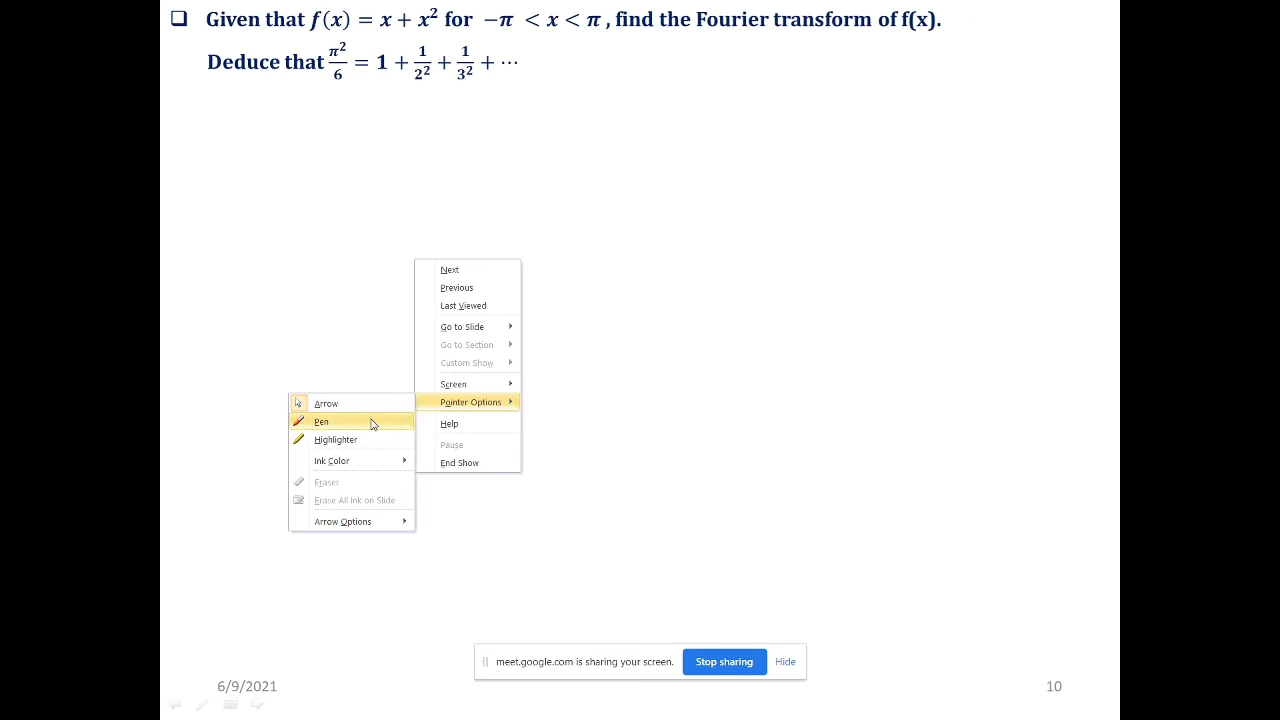 ❑ Given that f(x) = x + x² for −π < x < π , find the Fourier transform of f(x).
Deduce that π²/6 = 1 + 1/2² + 1/3² + ⋯
Next
Previous
Last Viewed
Go to Slide
Go to Section
Custom Show
Screen
Pointer Options
Help
Pause
End Show
Arrow
Pen
Highlighter
Ink Color
Eraser
Erase All Ink on Slide
Arrow Options
meet.google.com is sharing your screen. Stop sharing Hide
6/9/2021 10